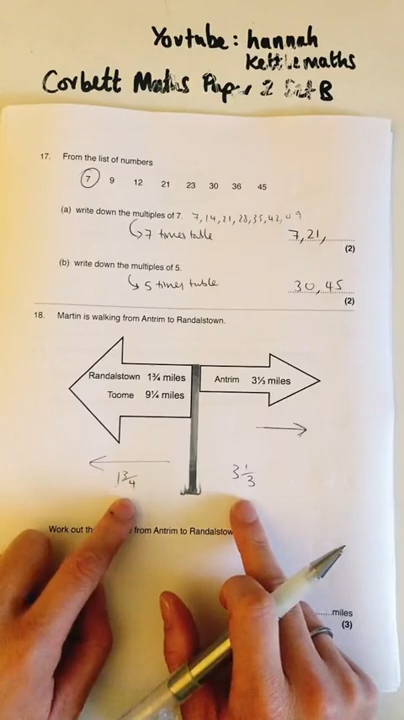 Youtube: hannah
Kettlemaths
Corbett Maths Paper 2 Set B
17. From the list of numbers
7 9 12 21 23 30 36 45
(a) write down the multiples of 7. 7,14,21,28,35,42,49
7 times table 7,21,
(2)
(b) write down the multiples of 5.
5 times table 30,45
(2)
18. Martin is walking from Antrim to Randalstown.
Randalstown 1¾ miles
Toome 9¼ miles
Antrim 3⅓ miles
1¾ 3⅓
Work out from Antrim to Randalstow
......miles
(3)